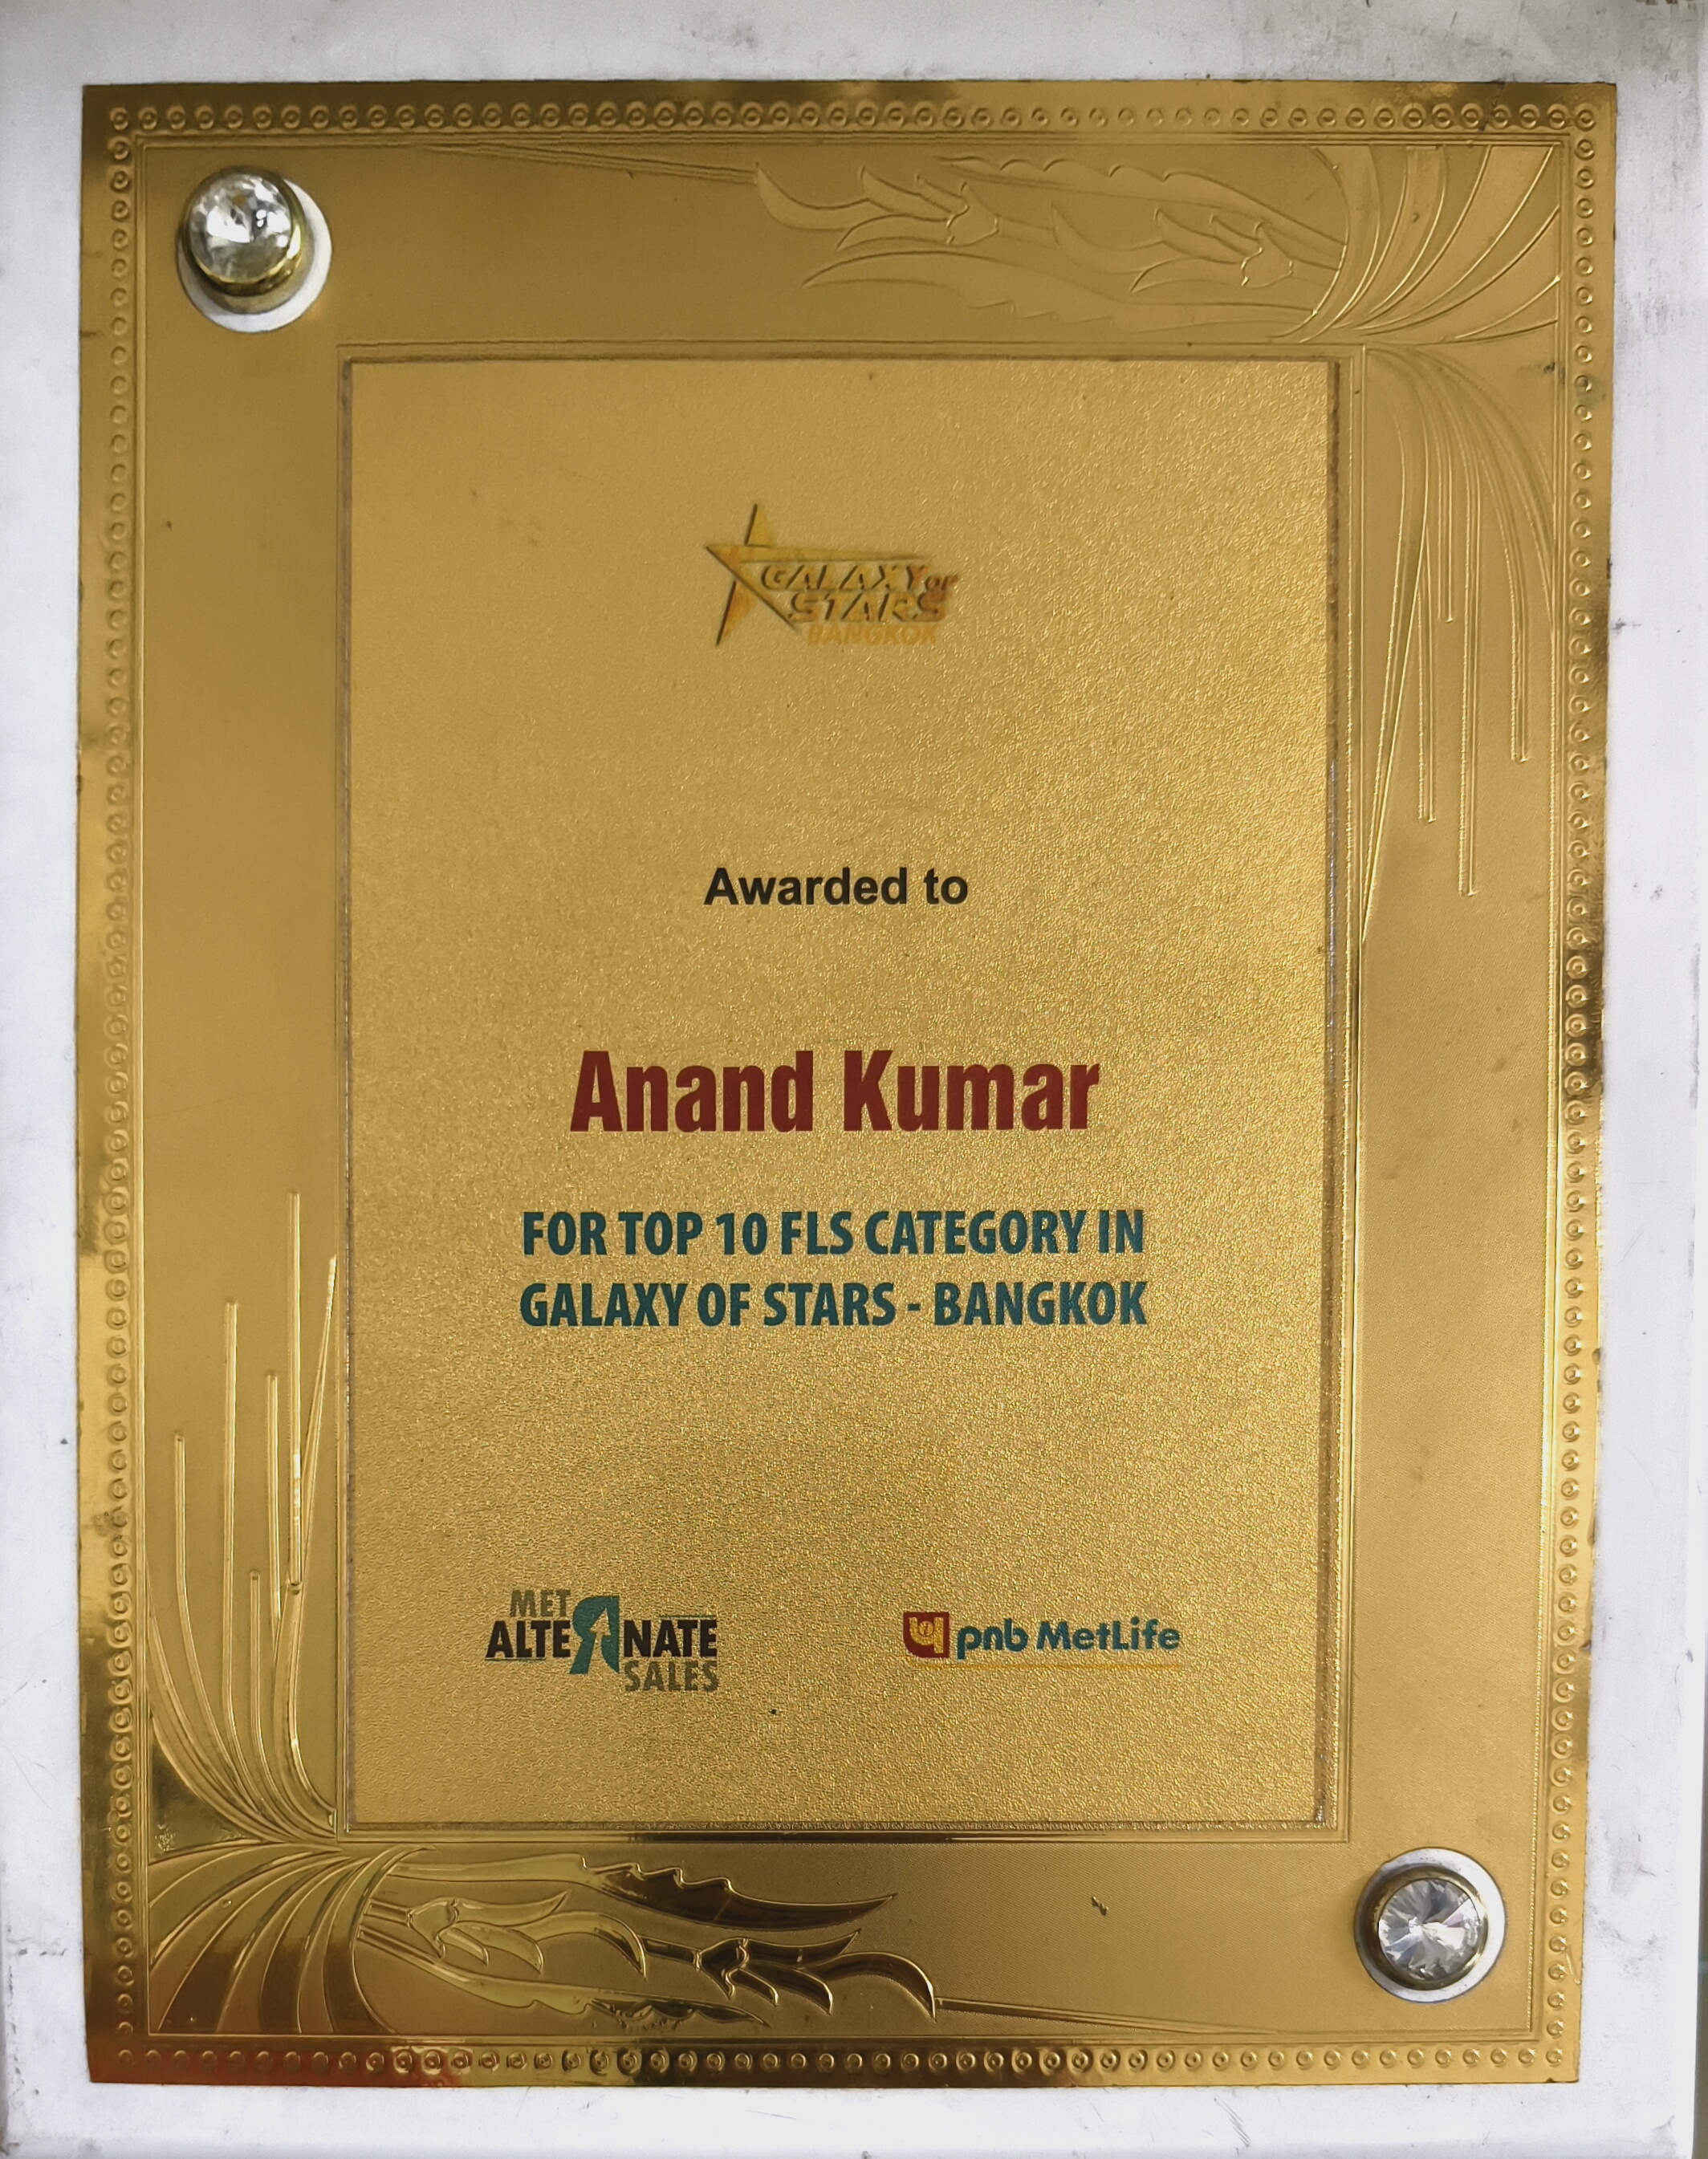 GALAXY OF
STARS
BANGKOK
Awarded to
Anand Kumar
FOR TOP 10 FLS CATEGORY IN
GALAXY OF STARS - BANGKOK
MET
ALTERNATE
SALES
pnb MetLife